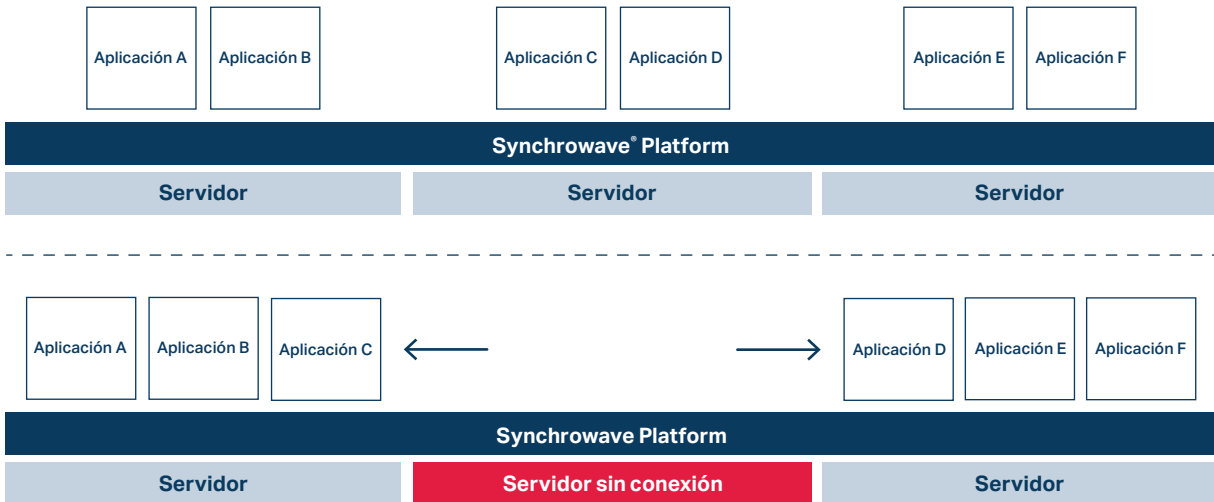 Aplicación A
Aplicación B
Aplicación C
Aplicación D
Aplicación E
Aplicación F
Synchrowave® Platform
Servidor
Servidor
Servidor
Aplicación A
Aplicación B
Aplicación C
Aplicación D
Aplicación E
Aplicación F
Synchrowave Platform
Servidor
Servidor sin conexión
Servidor